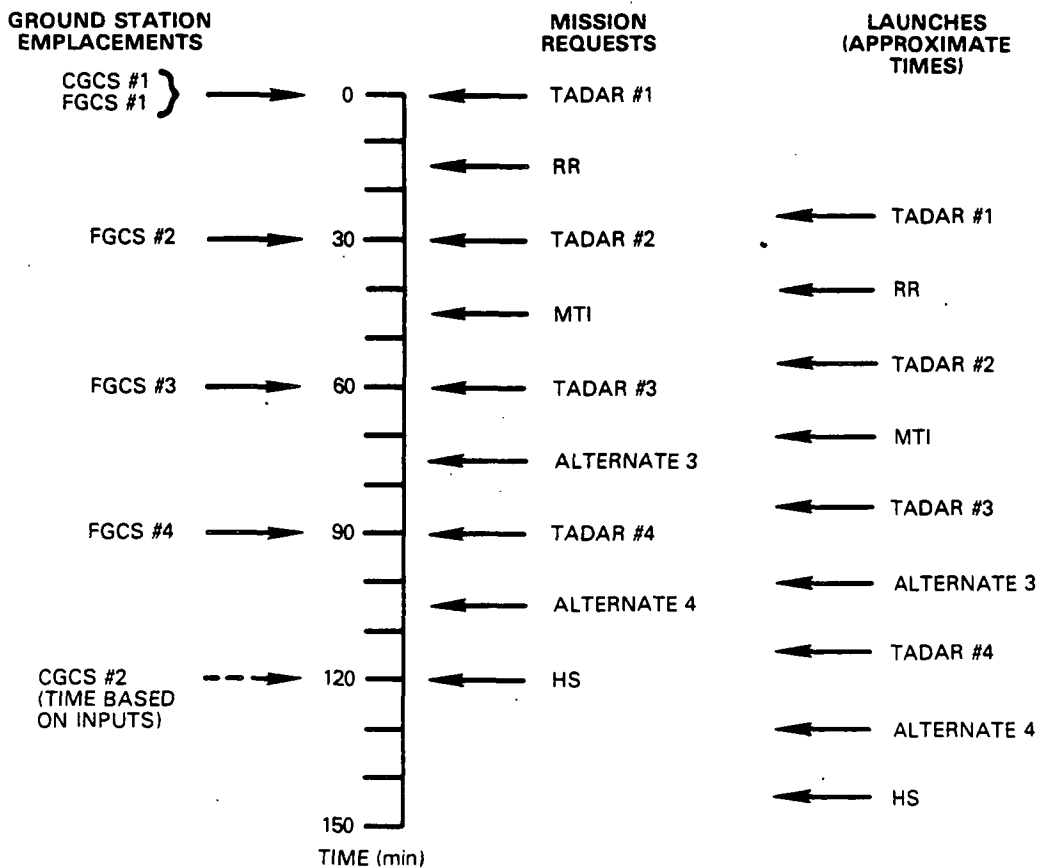 GROUND STATION
EMPLACEMENTS
MISSION
REQUESTS
LAUNCHES
(APPROXIMATE
TIMES)
CGCS #1
FGCS #1
0
TADAR #1
RR
TADAR #1
FGCS #2
30
TADAR #2
RR
MTI
TADAR #2
FGCS #3
60
TADAR #3
MTI
ALTERNATE 3
TADAR #3
FGCS #4
90
TADAR #4
ALTERNATE 3
ALTERNATE 4
TADAR #4
CGCS #2
(TIME BASED
ON INPUTS)
120
HS
ALTERNATE 4
HS
150
TIME (min)